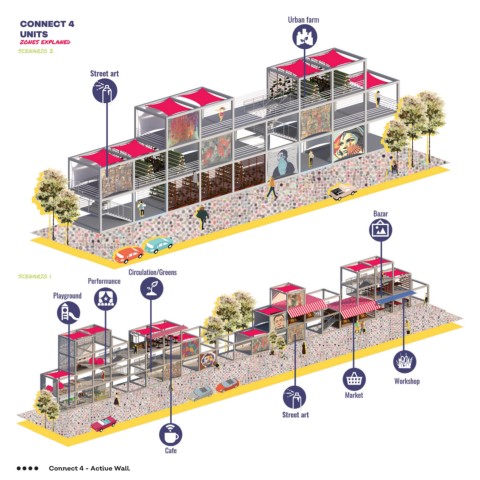 CONNECT 4
UNITS
ZONES EXPLANED:
SCENARIO 2
Urban farm
Street art
Bazar
SCENARIO 1
Circulation/Greens
Performance
Playground
Workshop
Market
Street art
Cafe
Connect 4 - Active Wall.